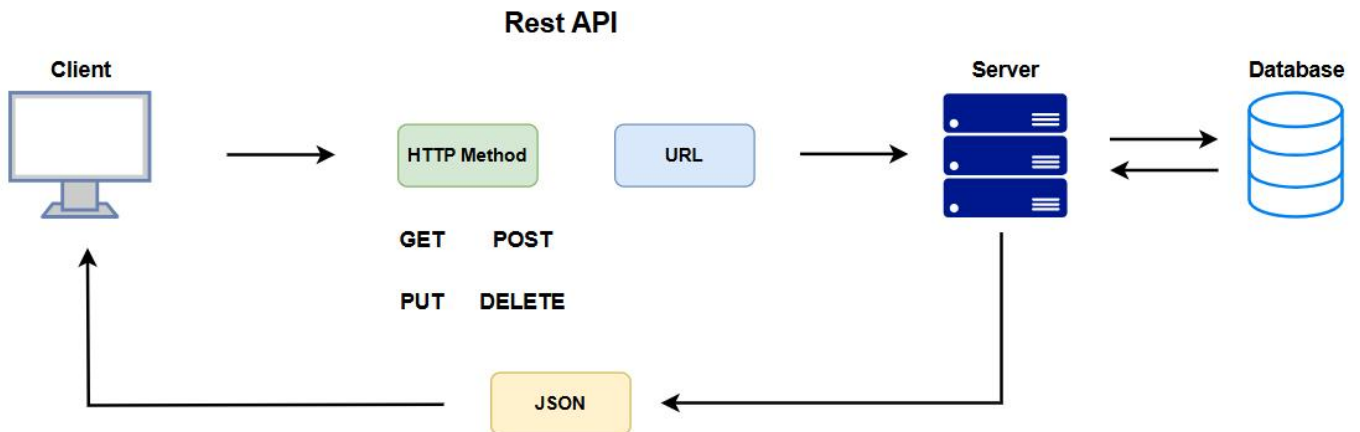 Rest API
Client
Server
Database
HTTP Method
URL
GET
POST
PUT
DELETE
JSON